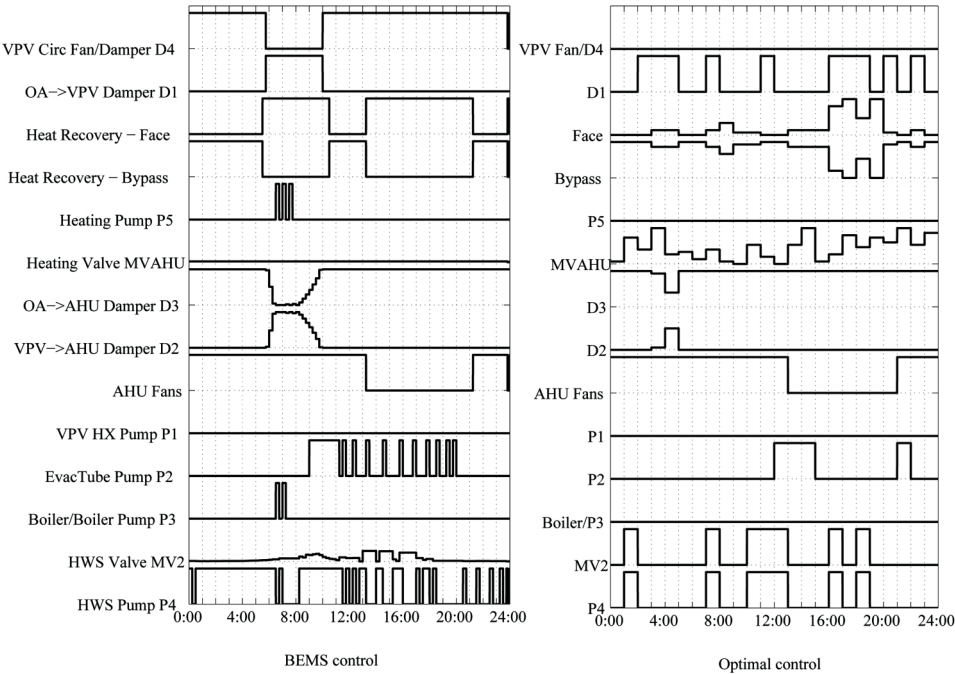 VPV Circ Fan/Damper D4
OA−>VPV Damper D1
Heat Recovery − Face
Heat Recovery − Bypass
Heating Pump P5
Heating Valve MVAHU
OA−>AHU Damper D3
VPV−>AHU Damper D2
AHU Fans
VPV HX Pump P1
EvacTube Pump P2
Boiler/Boiler Pump P3
HWS Valve MV2
HWS Pump P4
0:00 4:00 8:00 12:00 16:00 20:00 24:00
BEMS control
VPV Fan/D4
D1
Face
Bypass
P5
MVAHU
D3
D2
AHU Fans
P1
P2
Boiler/P3
MV2
P4
0:00 4:00 8:00 12:00 16:00 20:00 24:00
Optimal control